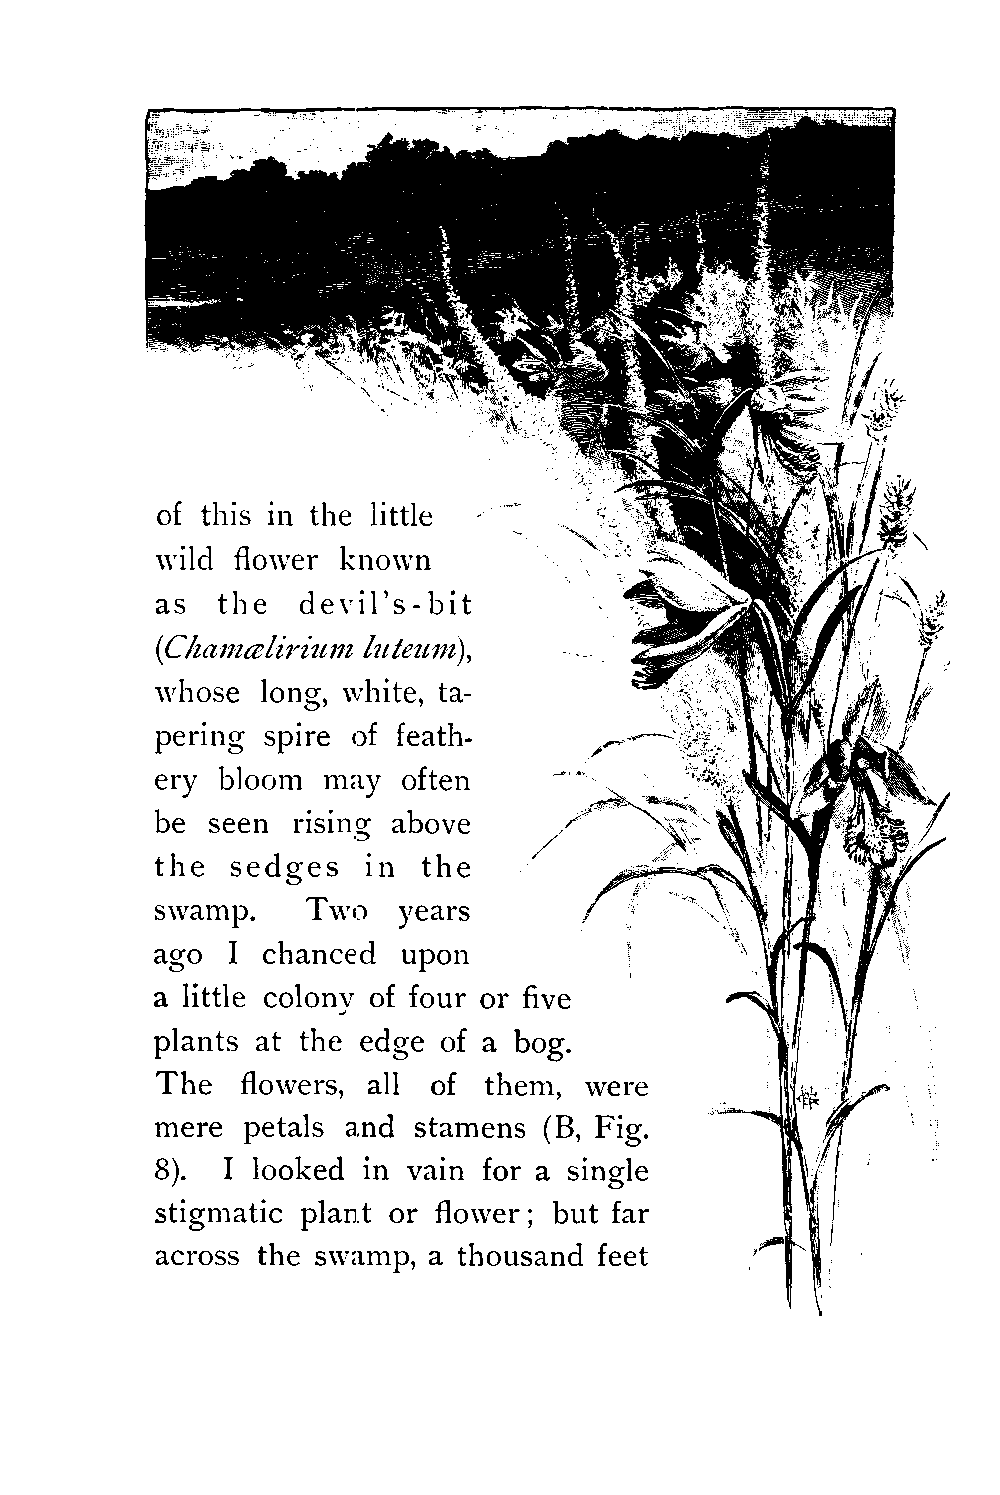 of this in the little
wild flower known
as the devil's-bit
(Chamælirium luteum),
whose long, white, ta-
pering spire of feath-
ery bloom may often
be seen rising above
the sedges in the
swamp. Two years
ago I chanced upon
a little colony of four or five
plants at the edge of a bog.
The flowers, all of them, were
mere petals and stamens (B, Fig.
8). I looked in vain for a single
stigmatic plant or flower; but far
across the swamp, a thousand feet